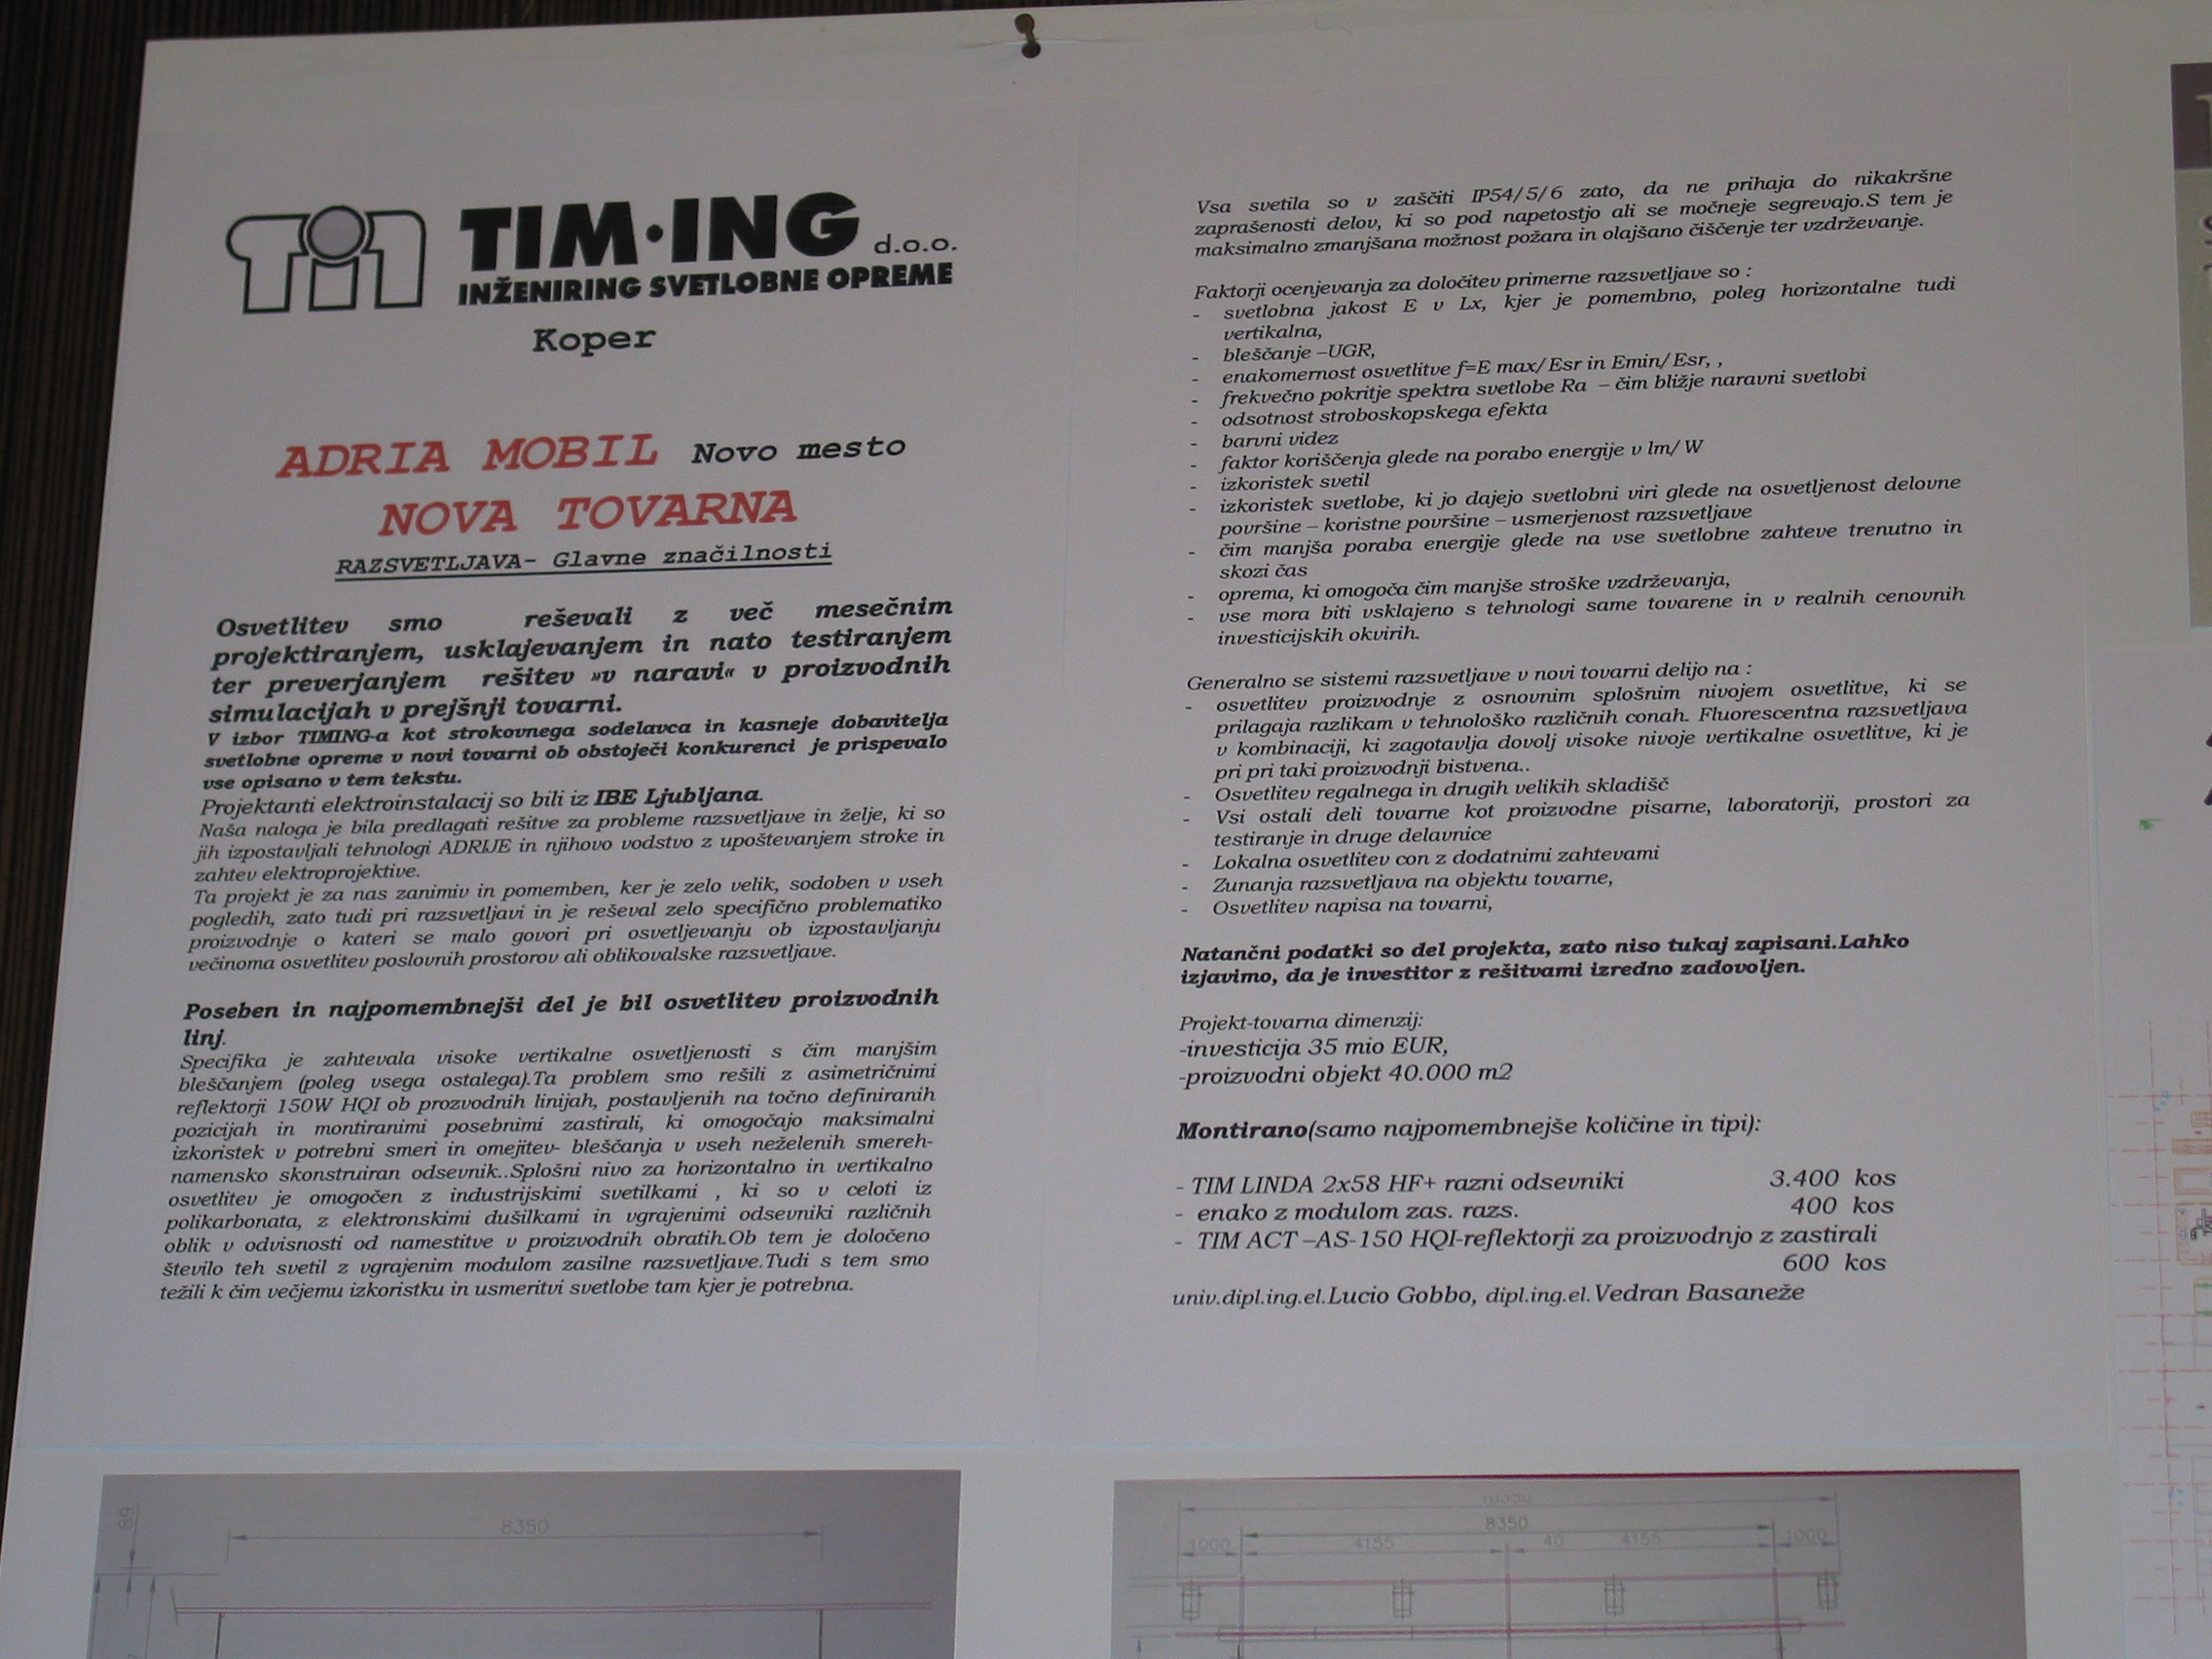 TIM·ING d.o.o.
INŽENIRING SVETLOBNE OPREME
Koper
ADRIA MOBIL Novo mesto
NOVA TOVARNA
RAZSVETLJAVA- Glavne značilnosti
Osvetlitev smo reševali z več mesečnim
projektiranjem, usklajevanjem in nato testiranjem
ter preverjanjem rešitev »v naravi« v proizvodnih
simulacijah v prejšnji tovarni.
V izbor TIMING-a kot strokovnega sodelavca in kasneje dobavitelja
svetlobne opreme v novi tovarni ob obstoječi konkurenci je prispevalo
vse opisano v tem tekstu.
Projektanti elektroinstalacij so bili iz IBE Ljubljana.
Naša naloga je bila predlagati rešitve za probleme razsvetljave in želje, ki so
jih izpostavljali tehnologi ADRIJE in njihovo vodstvo z upoštevanjem stroke in
zahtev elektroprojektive.
Ta projekt je za nas zanimiv in pomemben, ker je zelo velik, sodoben v vseh
pogledih, zato tudi pri razsvetljavi in je reševal zelo specifično problematiko
proizvodnje o kateri se malo govori pri osvetljevanju ob izpostavljanju
večinoma osvetlitev poslovnih prostorov ali oblikovalske razsvetljave.
Poseben in najpomembnejši del je bil osvetlitev proizvodnih
linj.
Specifika je zahtevala visoke vertikalne osvetljenosti s čim manjšim
bleščanjem (poleg vsega ostalega).Ta problem smo rešili z asimetričnimi
reflektorji 150W HQI ob prozvodnih linijah, postavljenih na točno definiranih
pozicijah in montiranimi posebnimi zastirali, ki omogočajo maksimalni
izkoristek v potrebni smeri in omejitev- bleščanja v vseh neželenih smereh-
namensko skonstruiran odsevnik..Splošni nivo za horizontalno in vertikalno
osvetlitev je omogočen z industrijskimi svetilkami , ki so v celoti iz
polikarbonata, z elektronskimi dušilkami in vgrajenimi odsevniki različnih
oblik v odvisnosti od namestitve v proizvodnih obratih.Ob tem je določeno
število teh svetil z vgrajenim modulom zasilne razsvetljave.Tudi s tem smo
težili k čim večjemu izkoristku in usmeritvi svetlobe tam kjer je potrebna.
Vsa svetila so v zaščiti IP54/5/6 zato, da ne prihaja do nikakršne
zaprašenosti delov, ki so pod napetostjo ali se močneje segrevajo.S tem je
maksimalno zmanjšana možnost požara in olajšano čiščenje ter vzdrževanje.
Faktorji ocenjevanja za določitev primerne razsvetljave so :
- svetlobna jakost E v Lx, kjer je pomembno, poleg horizontalne tudi
vertikalna,
- bleščanje –UGR,
- enakomernost osvetlitve f=E max/Esr in Emin/Esr, ,
- frekvečno pokritje spektra svetlobe Ra – čim bližje naravni svetlobi
- odsotnost stroboskopskega efekta
- barvni videz
- faktor koriščenja glede na porabo energije v lm/W
- izkoristek svetil
- izkoristek svetlobe, ki jo dajejo svetlobni viri glede na osvetljenost delovne
površine – koristne površine – usmerjenost razsvetljave
- čim manjša poraba energije glede na vse svetlobne zahteve trenutno in
skozi čas
- oprema, ki omogoča čim manjše stroške vzdrževanja,
- vse mora biti vsklajeno s tehnologi same tovarene in v realnih cenovnih
investicijskih okvirih.
Generalno se sistemi razsvetljave v novi tovarni delijo na :
- osvetlitev proizvodnje z osnovnim splošnim nivojem osvetlitve, ki se
prilagaja razlikam v tehnološko različnih conah. Fluorescentna razsvetljava
v kombinaciji, ki zagotavlja dovolj visoke nivoje vertikalne osvetlitve, ki je
pri pri taki proizvodnji bistvena..
- Osvetlitev regalnega in drugih velikih skladišč
- Vsi ostali deli tovarne kot proizvodne pisarne, laboratoriji, prostori za
testiranje in druge delavnice
- Lokalna osvetlitev con z dodatnimi zahtevami
- Zunanja razsvetljava na objektu tovarne,
- Osvetlitev napisa na tovarni,
Natančni podatki so del projekta, zato niso tukaj zapisani.Lahko
izjavimo, da je investitor z rešitvami izredno zadovoljen.
Projekt-tovarna dimenzij:
-investicija 35 mio EUR,
-proizvodni objekt 40.000 m2
Montirano(samo najpomembnejše količine in tipi):
- TIM LINDA 2x58 HF+ razni odsevniki 3.400 kos
- enako z modulom zas. razs. 400 kos
- TIM ACT –AS-150 HQI-reflektorji za proizvodnjo z zastirali
600 kos
univ.dipl.ing.el.Lucio Gobbo, dipl.ing.el.Vedran Basaneže
89
8350
10350
8350
1000 4155 40 4155 1000